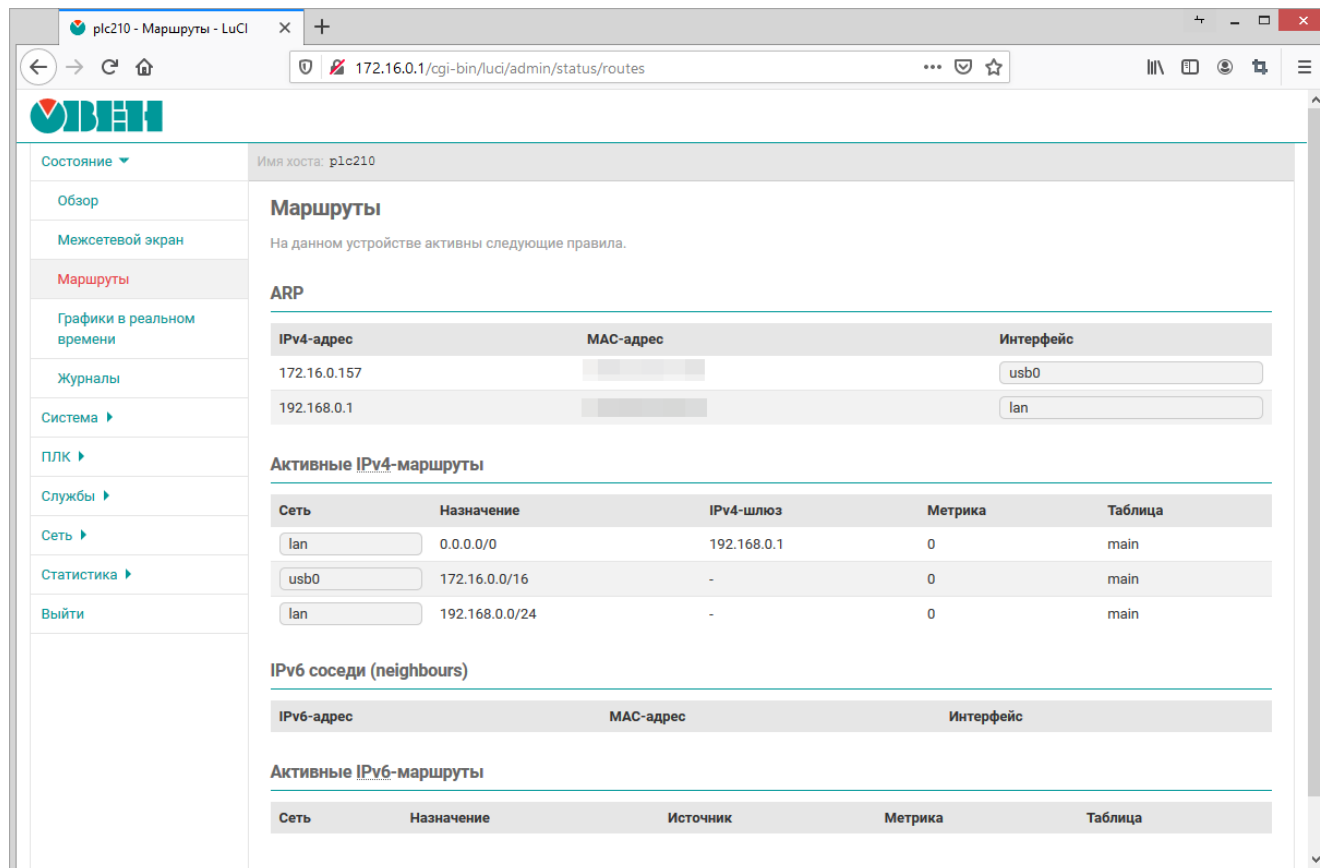 plc210 - Маршруты - LuCI
172.16.0.1/cgi-bin/luci/admin/status/routes
ОВЕН
Состояние
Имя хоста: plc210
Обзор
Межсетевой экран
Маршруты
Графики в реальном
времени
Журналы
Система
ПЛК
Службы
Сеть
Статистика
Выйти
Маршруты
На данном устройстве активны следующие правила.
ARP
IPv4-адрес MAC-адрес Интерфейс
172.16.0.157 usb0
192.168.0.1 lan
Активные IPv4-маршруты
Сеть Назначение IPv4-шлюз Метрика Таблица
lan 0.0.0.0/0 192.168.0.1 0 main
usb0 172.16.0.0/16 - 0 main
lan 192.168.0.0/24 - 0 main
IPv6 соседи (neighbours)
IPv6-адрес MAC-адрес Интерфейс
Активные IPv6-маршруты
Сеть Назначение Источник Метрика Таблица